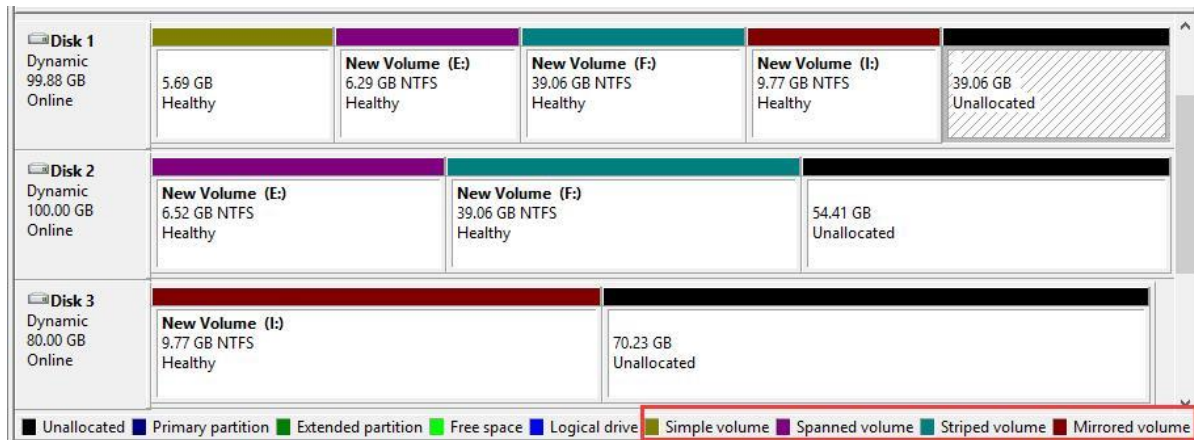 Disk 1
Dynamic
99.88 GB
Online
5.69 GB
Healthy
New Volume (E:)
6.29 GB NTFS
Healthy
New Volume (F:)
39.06 GB NTFS
Healthy
New Volume (I:)
9.77 GB NTFS
Healthy
39.06 GB
Unallocated
Disk 2
Dynamic
100.00 GB
Online
New Volume (E:)
6.52 GB NTFS
Healthy
New Volume (F:)
39.06 GB NTFS
Healthy
54.41 GB
Unallocated
Disk 3
Dynamic
80.00 GB
Online
New Volume (I:)
9.77 GB NTFS
Healthy
70.23 GB
Unallocated
Unallocated Primary partition Extended partition Free space Logical drive Simple volume Spanned volume Striped volume Mirrored volume